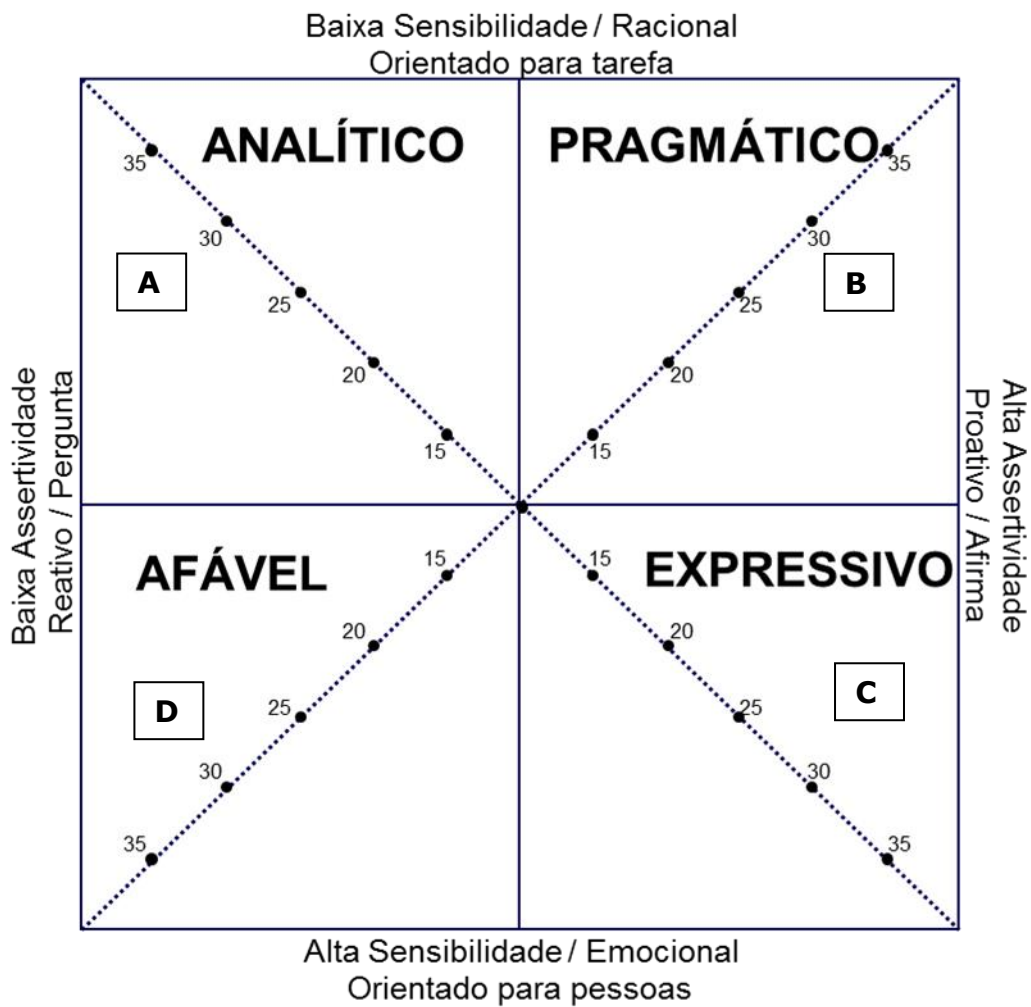 Baixa Sensibilidade / Racional
Orientado para tarefa
ANALÍTICO
PRAGMÁTICO
35
35
30
30
A
B
25
25
20
20
15
15
Baixa Assertividade
Reativo / Pergunta
Alta Assertividade
Proativo / Afirma
AFÁVEL
EXPRESSIVO
15
15
20
20
D
C
25
25
30
30
35
35
Alta Sensibilidade / Emocional
Orientado para pessoas